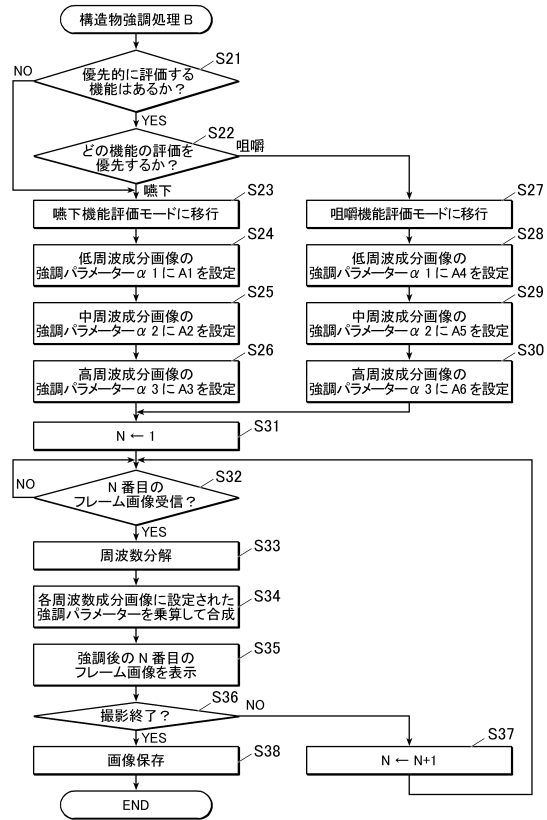 構造物強調処理 B
S21
NO
優先的に評価する
機能はあるか?
YES
S22
咀嚼
どの機能の評価を
優先するか?
嚥下
S23
嚥下機能評価モードに移行
S27
咀嚼機能評価モードに移行
S24
低周波成分画像の
強調パラメーターα 1 に A1 を設定
S28
低周波成分画像の
強調パラメーターα 1 に A4 を設定
S25
中周波成分画像の
強調パラメーターα 2 に A2 を設定
S29
中周波成分画像の
強調パラメーターα 2 に A5 を設定
S26
高周波成分画像の
強調パラメーターα 3 に A3 を設定
S30
高周波成分画像の
強調パラメーターα 3 に A6 を設定
S31
N ← 1
S32
NO
N 番目の
フレーム画像受信?
YES
S33
周波数分解
S34
各周波数成分画像に設定された
強調パラメーターを乗算して合成
S35
強調後の N 番目の
フレーム画像を表示
S36
NO
撮影終了?
YES
S37
N ← N+1
S38
画像保存
END